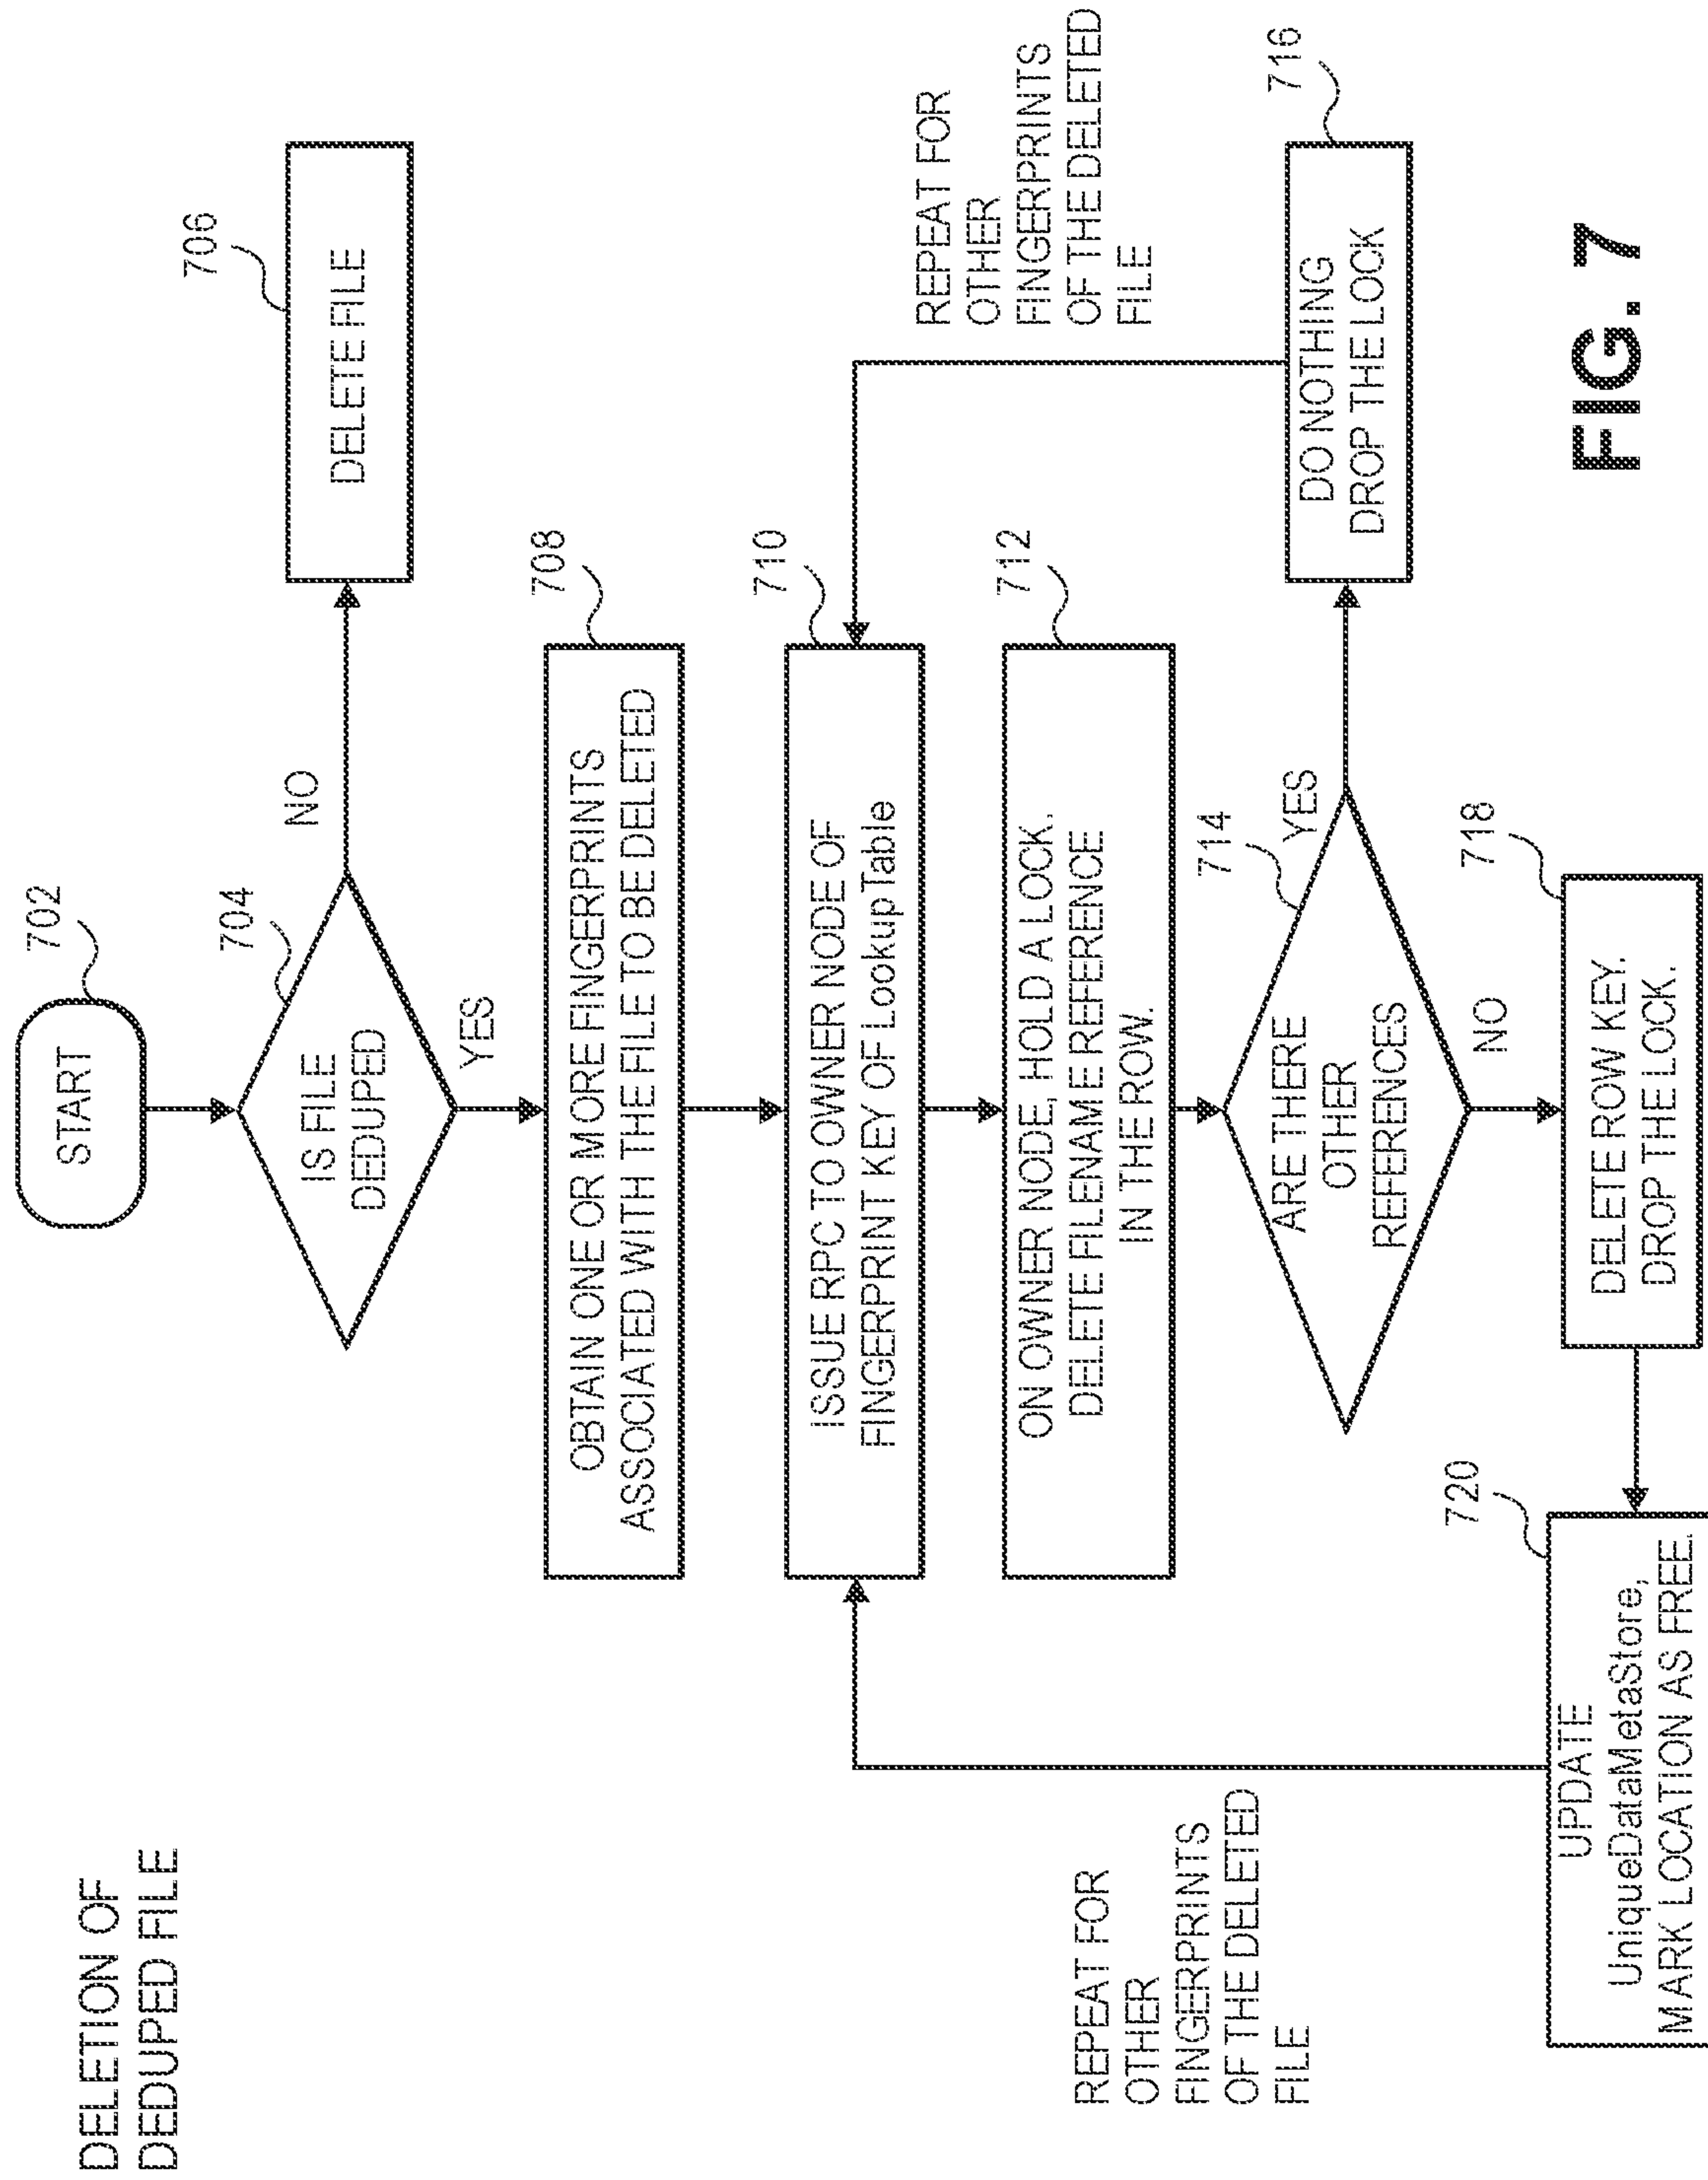 DELETION OF
DEDUPED FILE
702
START
704
IS FILE
DEDUPED
NO
706
DELETE FILE
YES
708
OBTAIN ONE OR MORE FINGERPRINTS
ASSOCIATED WITH THE FILE TO BE DELETED
710
ISSUE RPC TO OWNER NODE OF
FINGERPRINT KEY OF LookupTable
712
ON OWNER NODE, HOLD A LOCK.
DELETE FILENAME REFERENCE
IN THE ROW.
714
ARE THERE
OTHER
REFERENCES
YES
716
DO NOTHING
DROP THE LOCK
REPEAT FOR
OTHER
FINGERPRINTS
OF THE DELETED
FILE
NO
718
DELETE ROW KEY.
DROP THE LOCK.
720
UPDATE
UniqueDataMetaStore,
MARK LOCATION AS FREE.
REPEAT FOR
OTHER
FINGERPRINTS
OF THE DELETED
FILE
FIG. 7